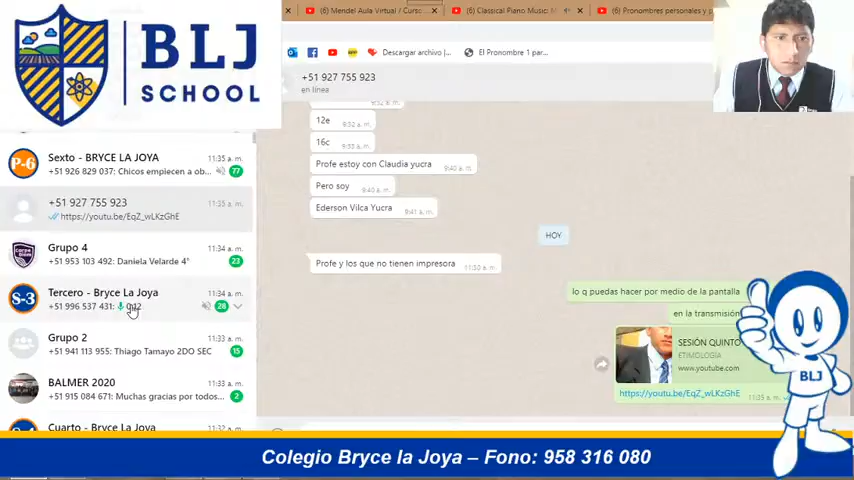 BLJ
SCHOOL
(6) Mendel Aula Virtual / Curso
(6) Classical Piano Music: M
(6) Pronombres personales y p
Descargar archivo |...
El Pronombre 1 par...
+51 927 755 923
en línea
P-6
Sexto - BRYCE LA JOYA
11:35 a. m.
+51 926 829 037: Chicos empiecen a ob...
77
+51 927 755 923
11:35 a. m.
https://youtu.be/EqZ_wLKzGhE
Grupo 4
11:34 a. m.
+51 953 103 492: Daniela Velarde 4°
23
S-3
Tercero - Bryce La Joya
11:34 a. m.
+51 996 537 431:
28
Grupo 2
11:33 a. m.
+51 941 113 955: Thiago Tamayo 2DO SEC
15
BALMER 2020
11:33 a. m.
+51 915 084 671: Muchas gracias por todos...
2
Cuarto - Bryce La Joya
11:32 a. m.
12e
16c
Profe estoy con Claudia yucra
9:40 a. m.
Pero soy
9:40 a. m.
Ederson Vilca Yucra
9:41 a. m.
HOY
Profe y los que no tienen impresora
lo q puedas hacer por medio de la pantalla
en la transmisión
SESIÓN QUINTO
ETIMOLOGÍA
www.youtube.com
https://youtu.be/EqZ_wLKzGhE
BLJ
Colegio Bryce la Joya – Fono: 958 316 080